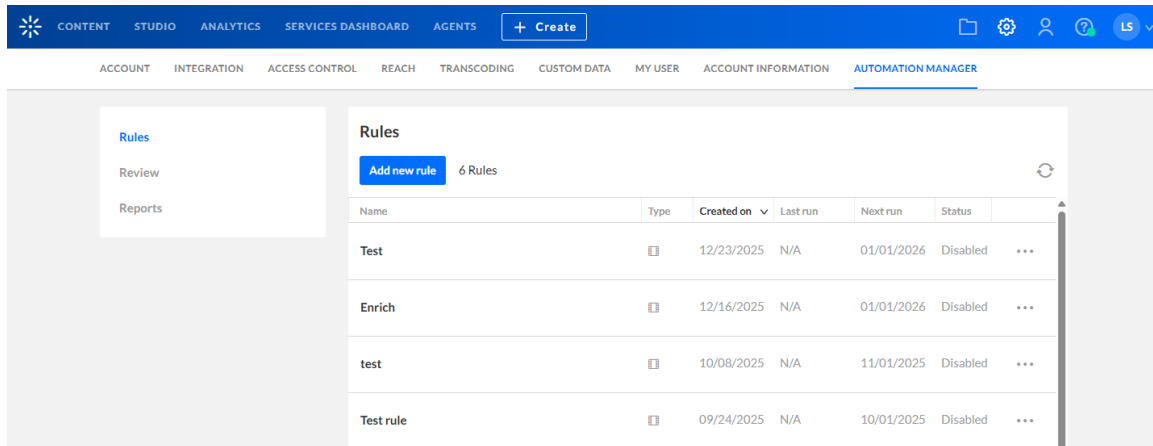 CONTENT STUDIO ANALYTICS SERVICES DASHBOARD AGENTS + Create LS
ACCOUNT INTEGRATION ACCESS CONTROL REACH TRANSCODING CUSTOM DATA MY USER ACCOUNT INFORMATION AUTOMATION MANAGER
Rules
Review
Reports
Rules
Add new rule 6 Rules
Name Type Created on Last run Next run Status
Test 12/23/2025 N/A 01/01/2026 Disabled
Enrich 12/16/2025 N/A 01/01/2026 Disabled
test 10/08/2025 N/A 11/01/2025 Disabled
Test rule 09/24/2025 N/A 10/01/2025 Disabled